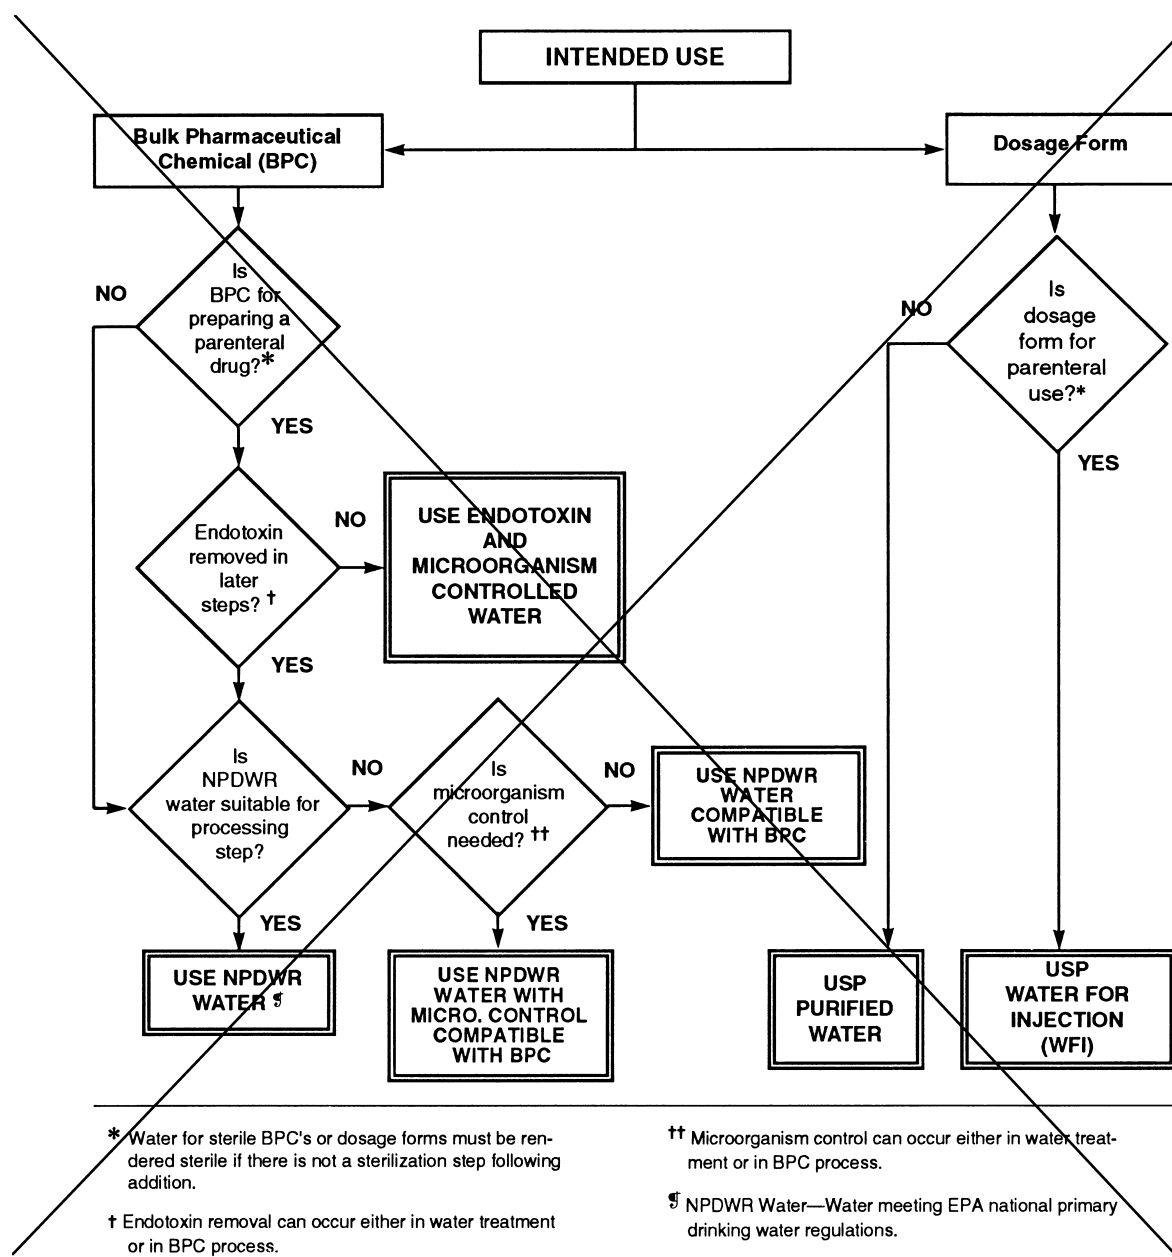 INTENDED USE
Bulk Pharmaceutical
Chemical (BPC)
Dosage Form
Is
BPC for
preparing a
parenteral
drug?*
NO
YES
Is
dosage
form for
parenteral
use?*
NO
YES
Endotoxin
removed in
later
steps? †
NO
YES
USE ENDOTOXIN
AND
MICROORGANISM
CONTROLLED
WATER
Is
NPDWR
water suitable for
processing
step?
NO
YES
Is
microorganism
control
needed? ††
NO
YES
USE NPDWR
WATER
COMPATIBLE
WITH BPC
USE NPDWR
WATER ¶
USE NPDWR
WATER WITH
MICRO. CONTROL
COMPATIBLE
WITH BPC
USP
PURIFIED
WATER
USP
WATER FOR
INJECTION
(WFI)
* Water for sterile BPC's or dosage forms must be ren-
dered sterile if there is not a sterilization step following
addition.
† Endotoxin removal can occur either in water treatment
or in BPC process.
†† Microorganism control can occur either in water treat-
ment or in BPC process.
¶ NPDWR Water—Water meeting EPA national primary
drinking water regulations.